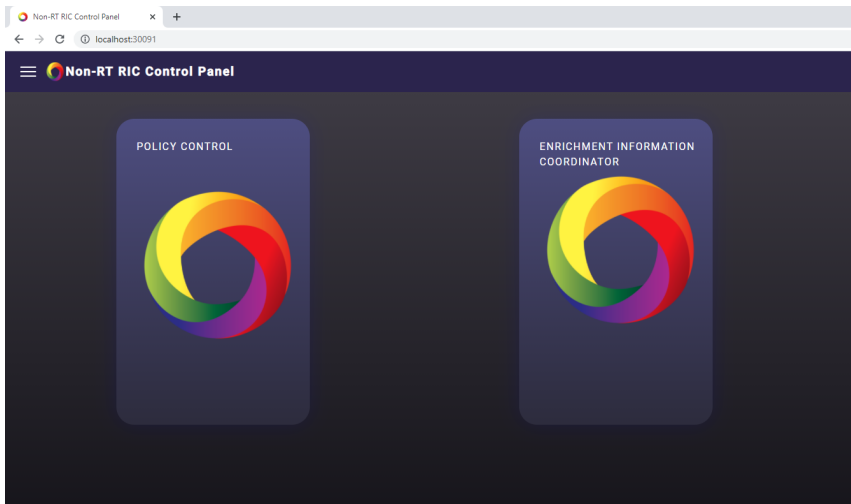 Non-RT RIC Control Panel
localhost:30091
Non-RT RIC Control Panel
POLICY CONTROL
ENRICHMENT INFORMATION
COORDINATOR